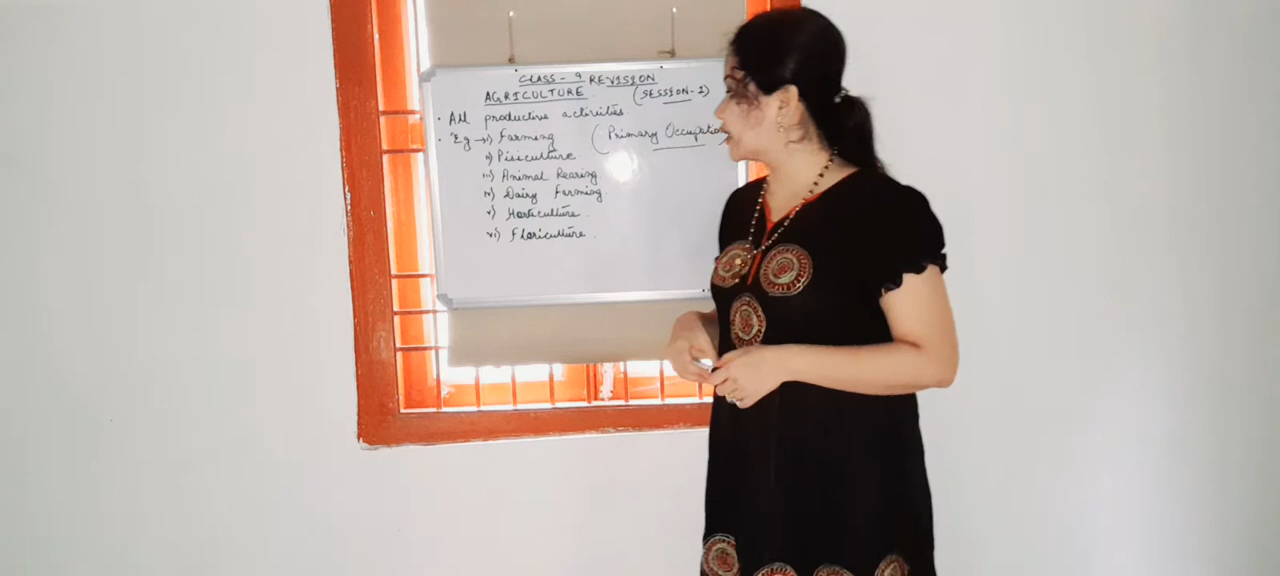 CLASS - 9 REVISION
AGRICULTURE. (SESSION-1)
• All productive activities.
• Eg → i) Farming (Primary Occupation
ii) Pisiculture.
iii) Animal Rearing
iv) Dairy Farming.
v) Horticulture.
vi) Floriculture.